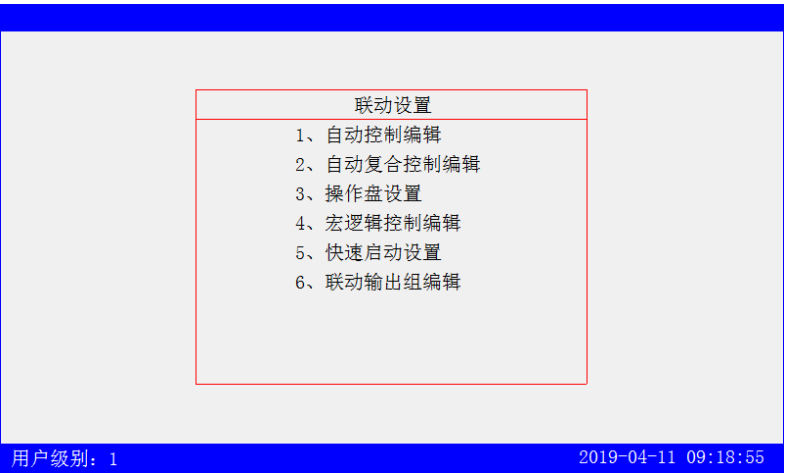 联动设置
1、自动控制编辑
2、自动复合控制编辑
3、操作盘设置
4、宏逻辑控制编辑
5、快速启动设置
6、联动输出组编辑
用户级别：1
2019-04-11 09:18:55